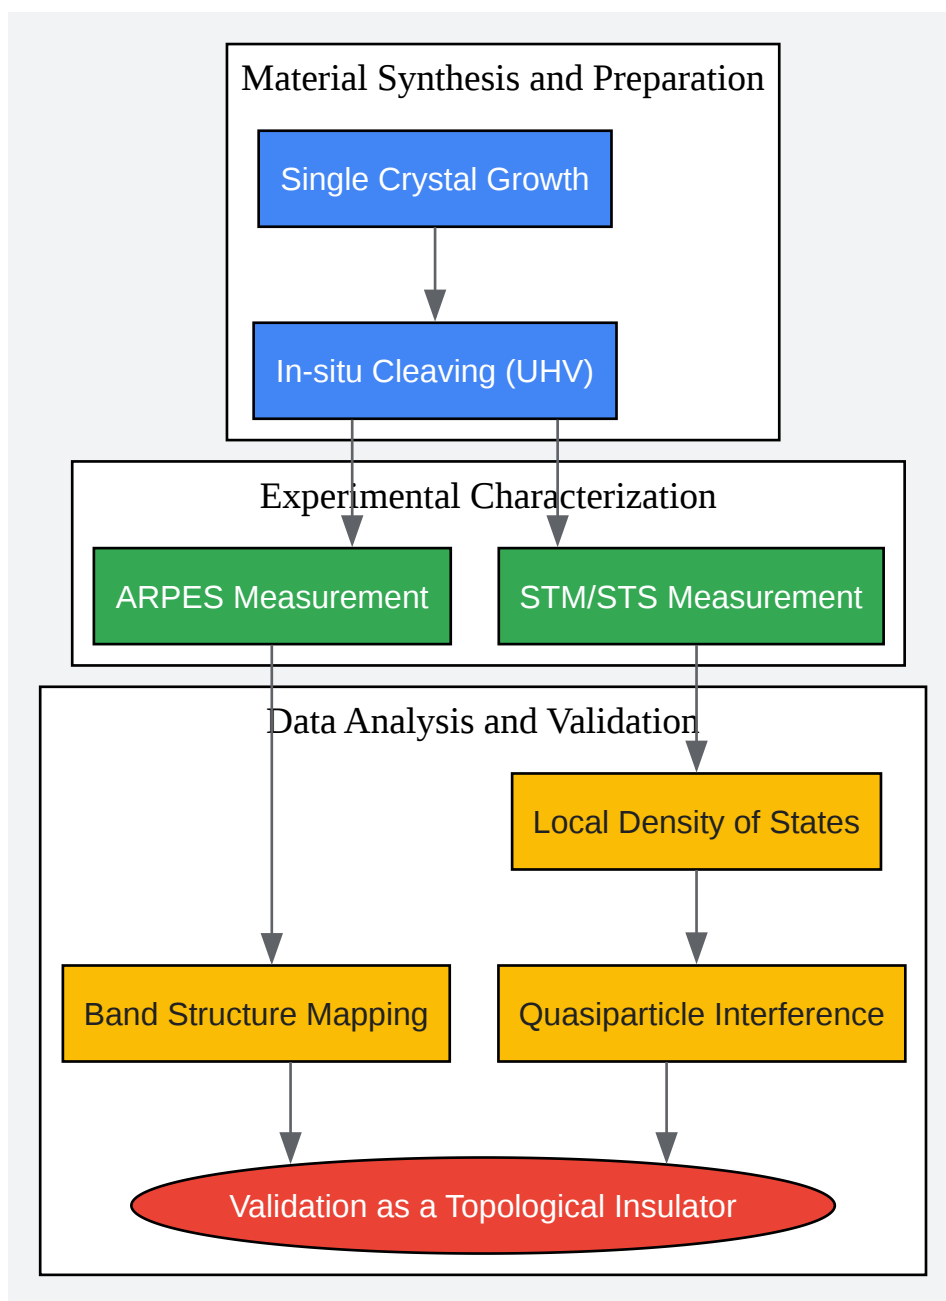 Material Synthesis and Preparation
Single Crystal Growth
In-situ Cleaving (UHV)
Experimental Characterization
ARPES Measurement
STM/STS Measurement
Data Analysis and Validation
Local Density of States
Band Structure Mapping
Quasiparticle Interference
Validation as a Topological Insulator